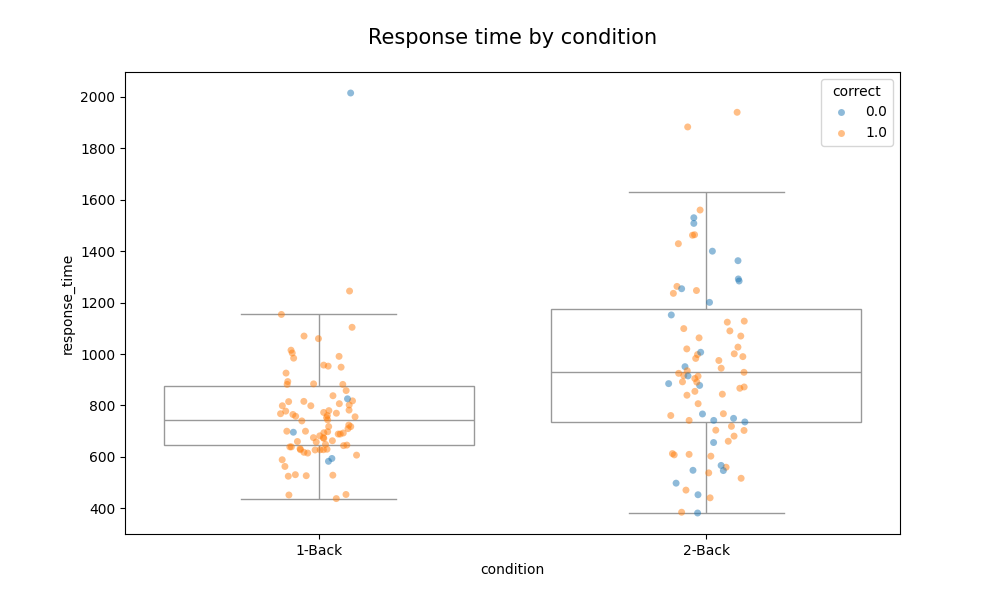 Response time by condition
correct
0.0
1.0
2000
1800
1600
1400
1200
1000
800
600
400
response_time
1-Back
2-Back
condition